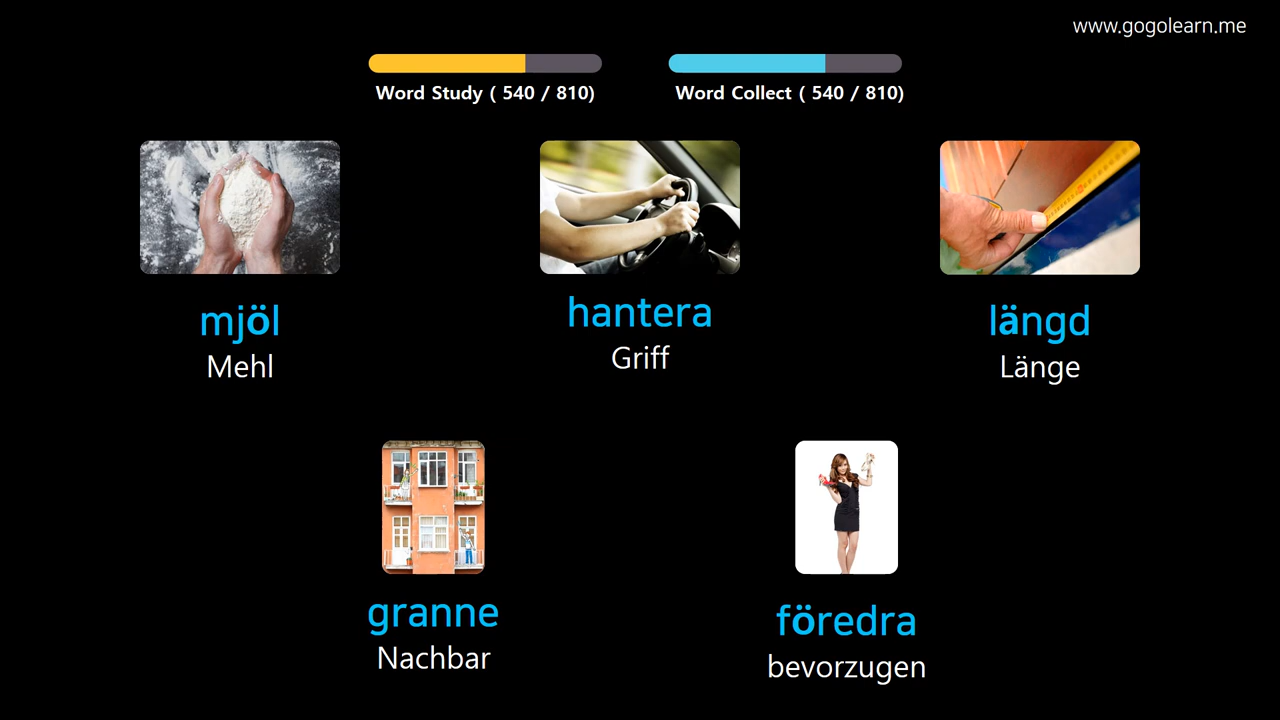 www.gogolearn.me
Word Study ( 540 / 810)
Word Collect ( 540 / 810)
mjöl
Mehl
hantera
Griff
längd
Länge
granne
Nachbar
föredra
bevorzugen